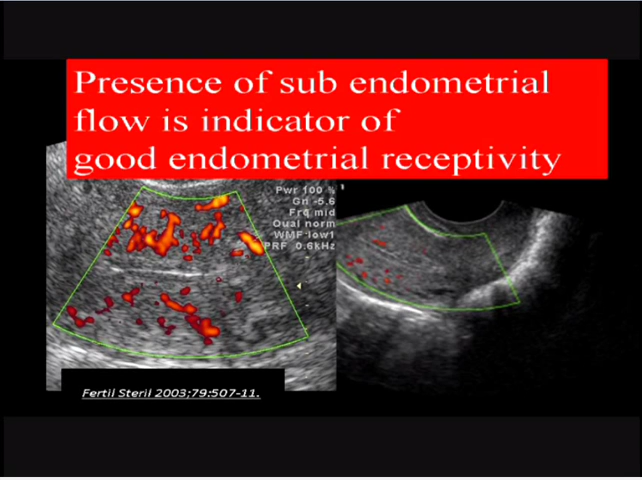 Presence of sub endometrial
flow is indicator of
good endometrial receptivity
Pwr 100 %
Gn -5.6
Frq mid
Qual norm
WMF low1
PRF 0.6kHz
Fertil Steril 2003;79:507-11.